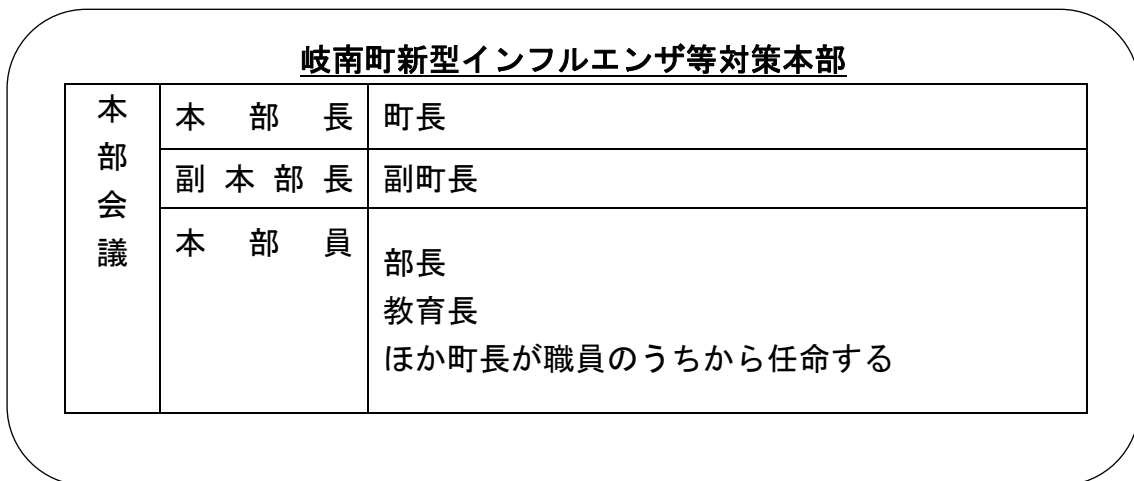 岐南町新型インフルエンザ等対策本部
本部会議
本部長 町長
副本部長 副町長
本部員
部長
教育長
ほか町長が職員のうちから任命する